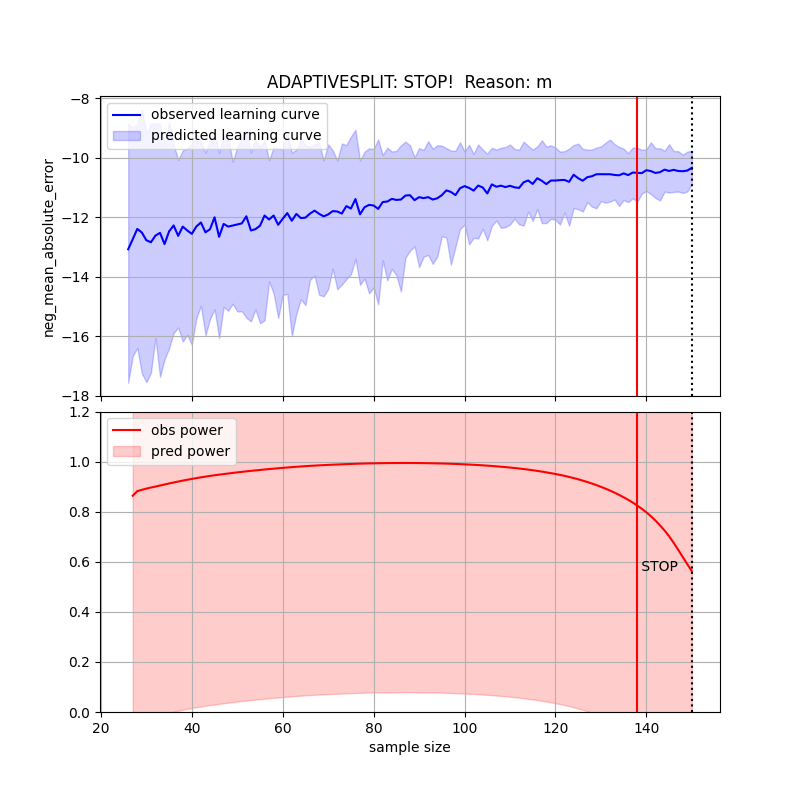 ADAPTIVESPLIT: STOP!  Reason: m
observed learning curve
predicted learning curve
neg_mean_absolute_error
−8
−10
−12
−14
−16
−18
obs power
pred power
STOP
1.2
1.0
0.8
0.6
0.4
0.2
0.0
20 40 60 80 100 120 140
sample size